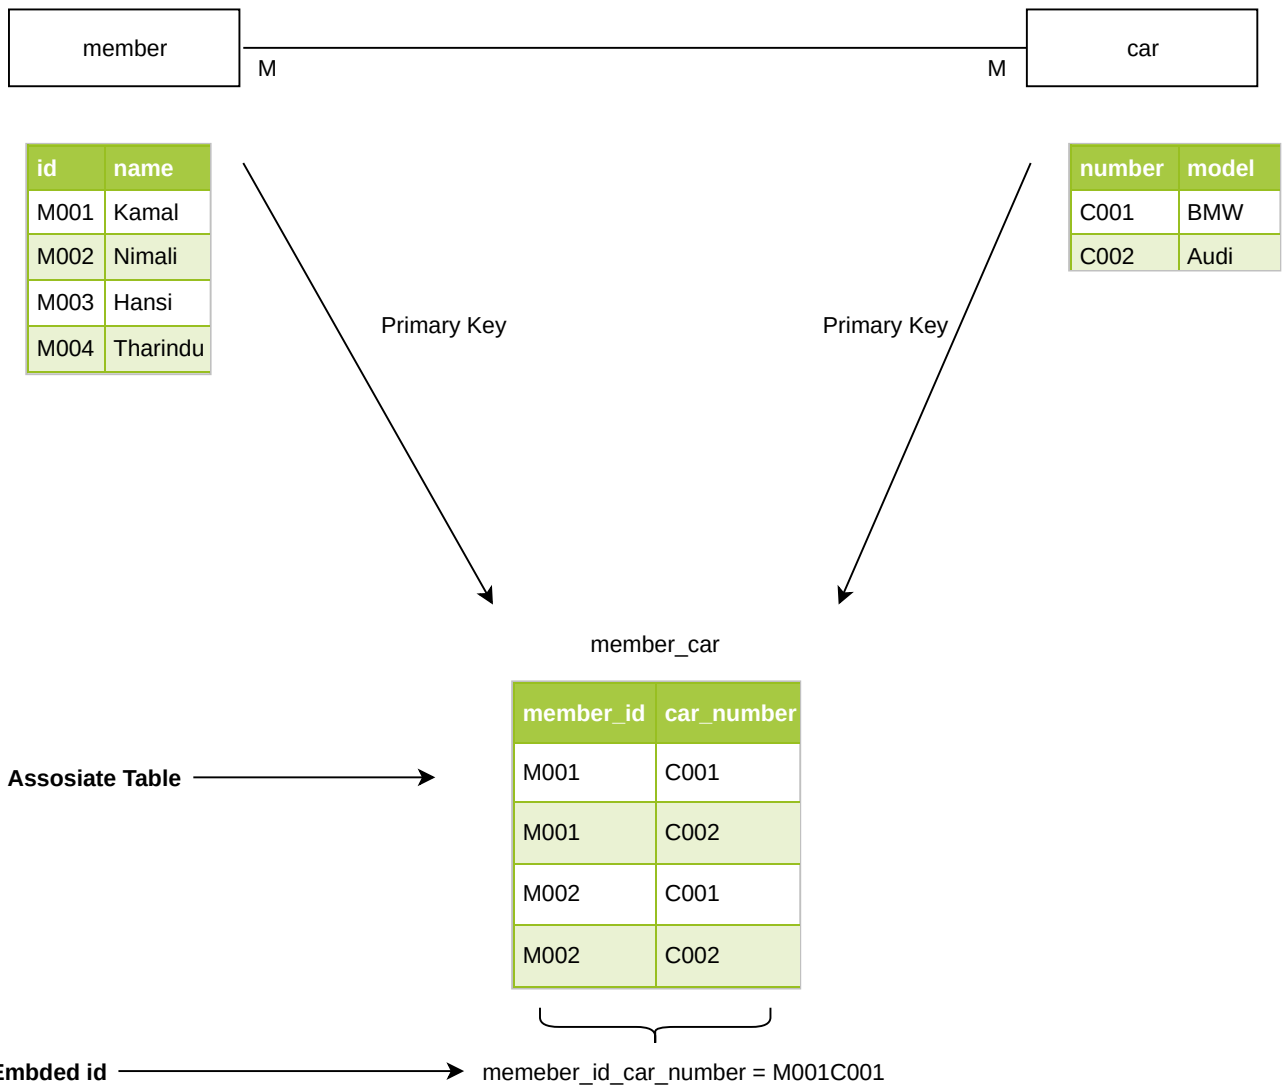 member
car
M
M
id name
M001 Kamal
M002 Nimali
M003 Hansi
M004 Tharindu
number model
C001 BMW
C002 Audi
Primary Key
Primary Key
member_car
member_id car_number
M001 C001
M001 C002
M002 C001
M002 C002
Assosiate Table
Embded id
memeber_id_car_number = M001C001